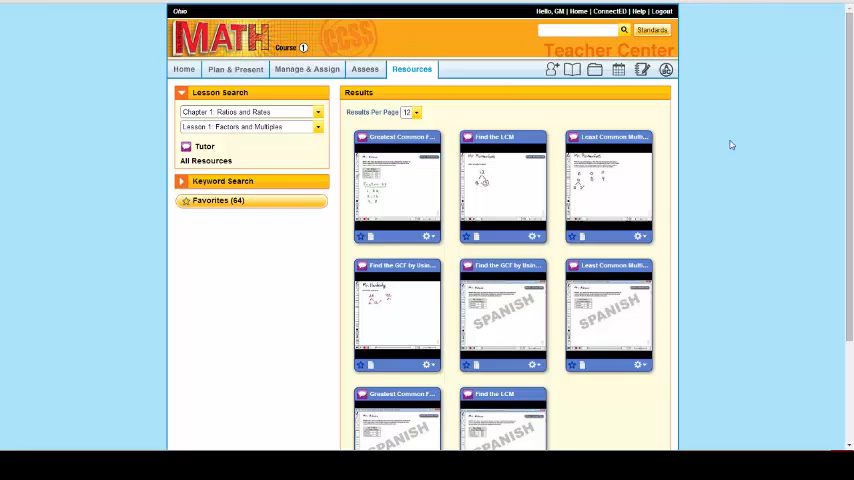 Ohio
Hello, GM | Home | ConnectED | Help | Logout
MATH
Course 1
CCSS
Standards
Teacher Center
Home
Plan & Present
Manage & Assign
Assess
Resources
Lesson Search
Chapter 1: Ratios and Rates
Lesson 1: Factors and Multiples
Tutor
All Resources
Keyword Search
Favorites (64)
Results
Results Per Page 12
Greatest Common F...
Find the LCM
Least Common Multi...
Find the GCF by Usin...
Find the GCF by Usin...
Least Common Multi...
SPANISH
SPANISH
Greatest Common F...
Find the LCM
SPANISH
SPANISH